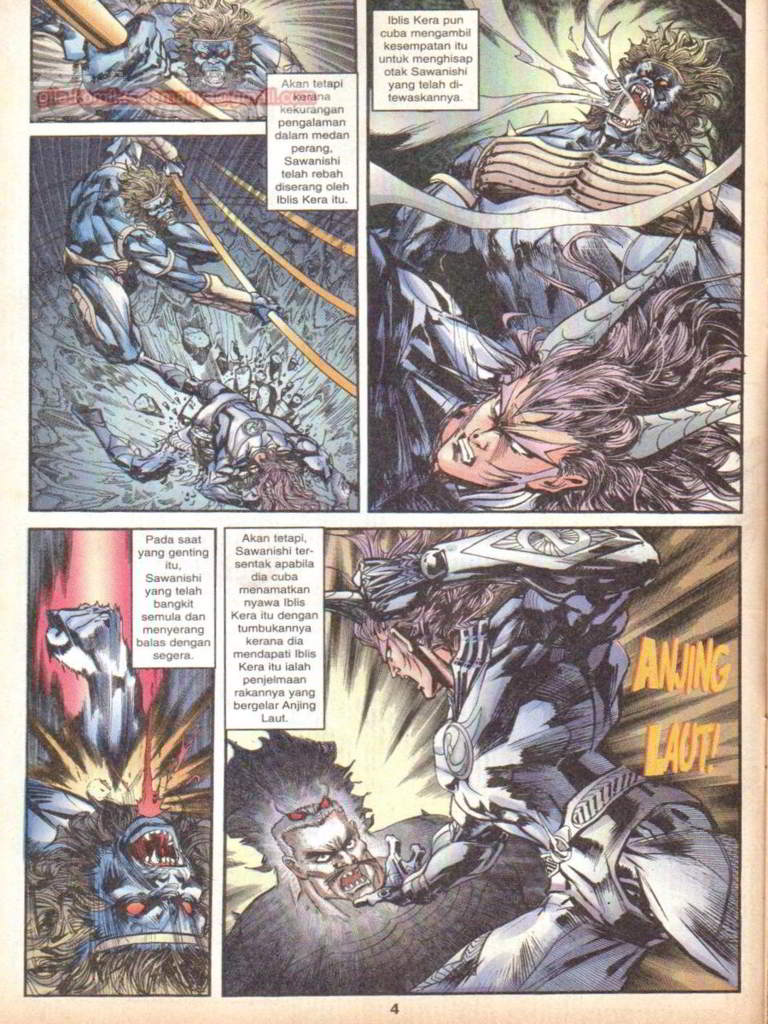 Akan tetapi
kerana
kekurangan
pengalaman
dalam medan
perang,
Sawanishi
telah rebah
diserang oleh
Iblis Kera itu.
Iblis Kera pun
cuba mengambil
kesempatan itu
untuk menghisap
otak Sawanishi
yang telah di-
tewaskannya.
Pada saat
yang genting
itu,
Sawanishi
yang telah
bangkit
semula dan
menyerang
balas dengan
segera.
Akan tetapi,
Sawanishi ter-
sentak apabila
dia cuba
menamatkan
nyawa Iblis
Kera itu dengan
tumbukannya
kerana dia
mendapati Iblis
Kera itu ialah
penjelmaan
rakannya yang
bergelar Anjing
Laut.
ANJING
LAUT!
4